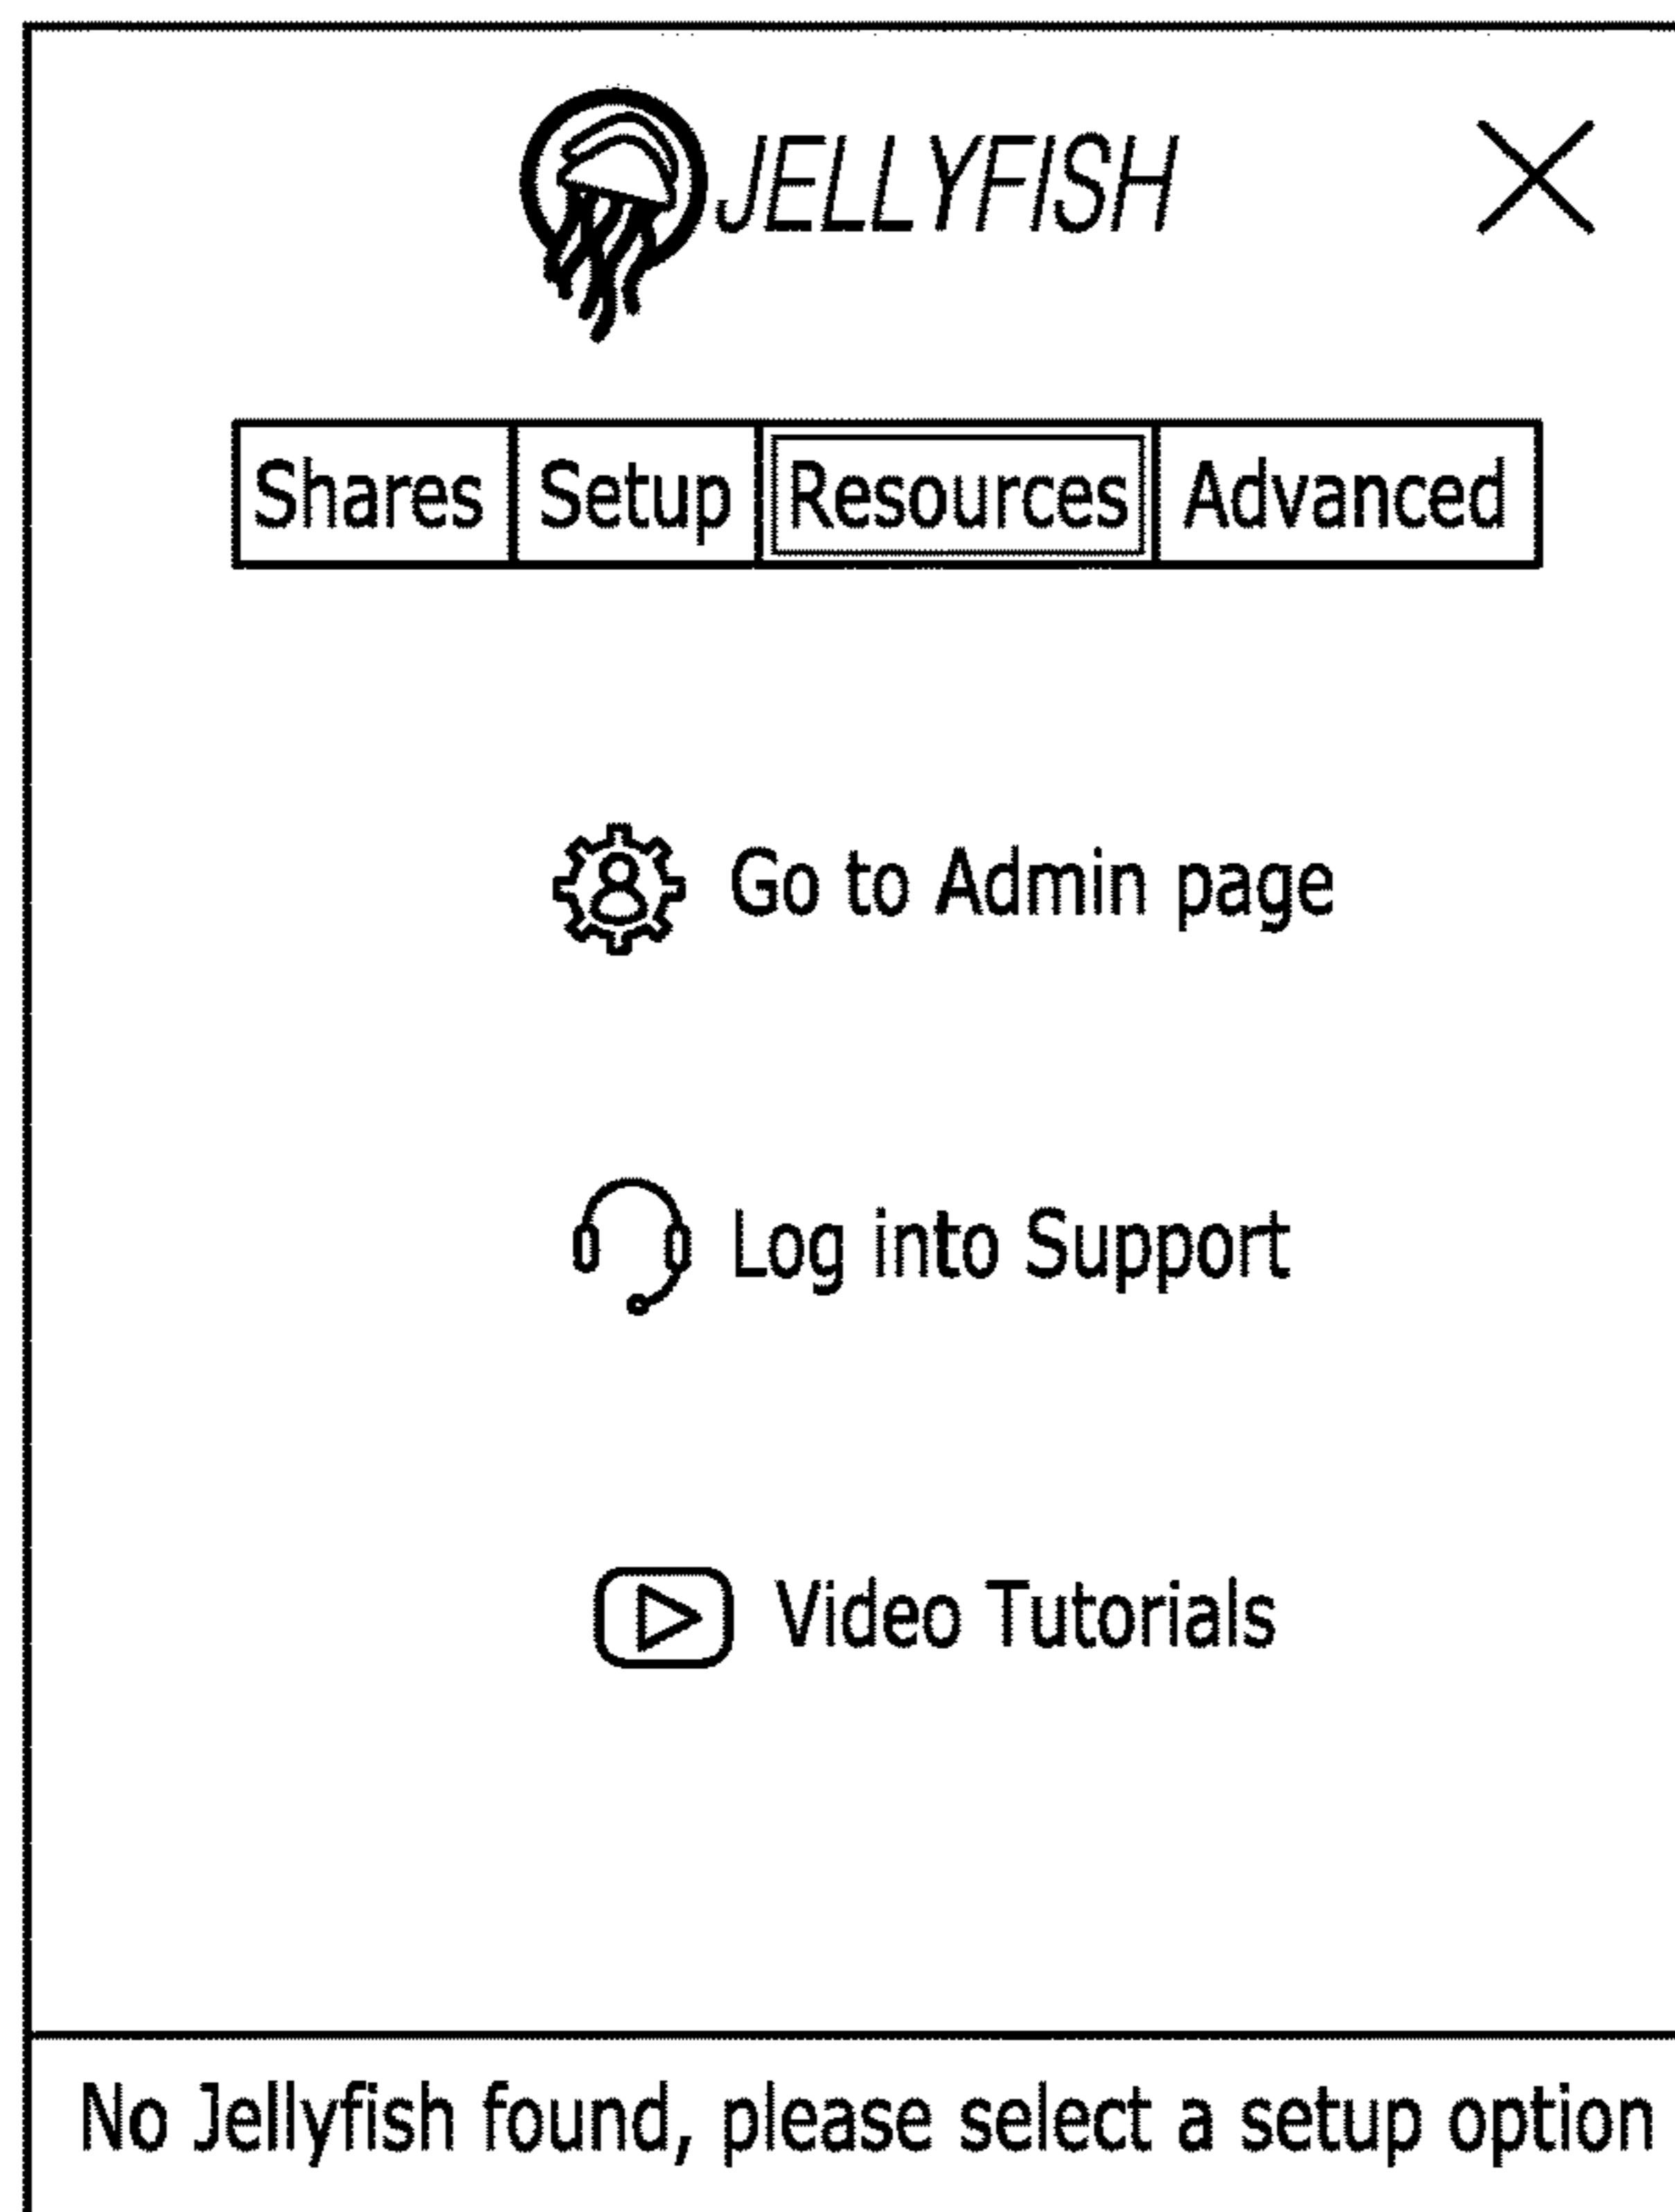 JELLYFISH
Shares Setup Resources Advanced
Go to Admin page
Log into Support
Video Tutorials
No Jellyfish found, please select a setup option